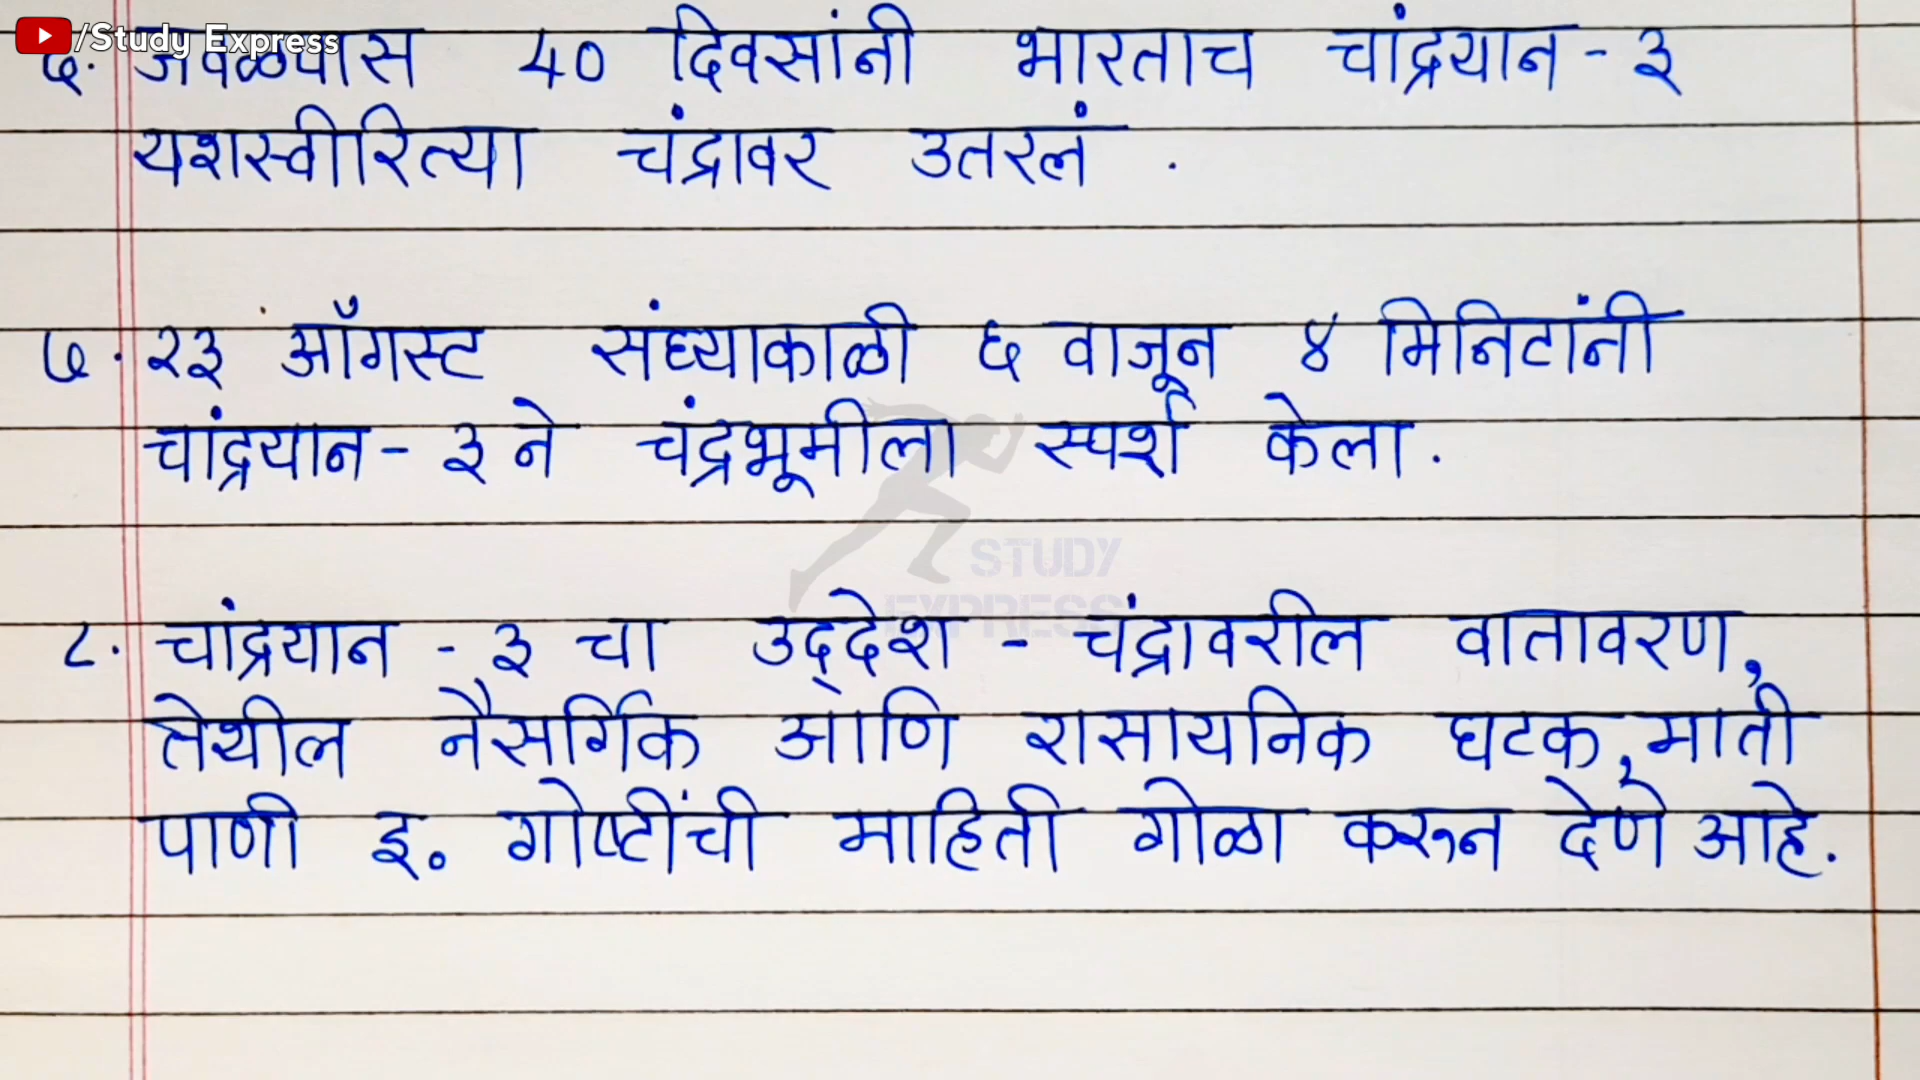 /Study Express
६. जवळपास 40 दिवसांनी भारताच चांद्रयान - ३
यशस्वीरित्या चंद्रावर उतरलं .
७. २३ ऑगस्ट संध्याकाळी ६ वाजून ४ मिनिटांनी
चांद्रयान - ३ ने चंद्रभूमीला स्पर्श केला .
STUDY
EXPRESS
८. चांद्रयान - ३ चा उद्देश - चंद्रावरील वातावरण,
तेथील नैसर्गिक आणि रासायनिक घटक, माती
पाणी इ. गोष्टींची माहिती गोळा करून देणे आहे.